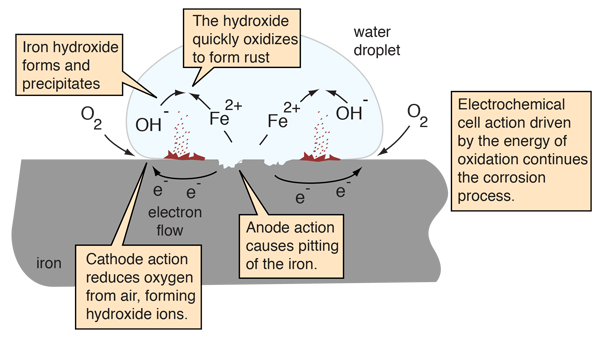 The hydroxide
quickly oxidizes
to form rust
water
droplet
Iron hydroxide
forms and
precipitates
O2
OH-
Fe2+
Fe2+
OH-
O2
Electrochemical
cell action driven
by the energy of
oxidation continues
the corrosion
process.
e- e-
e- e-
electron
flow
iron
Cathode action
reduces oxygen
from air, forming
hydroxide ions.
Anode action
causes pitting
of the iron.